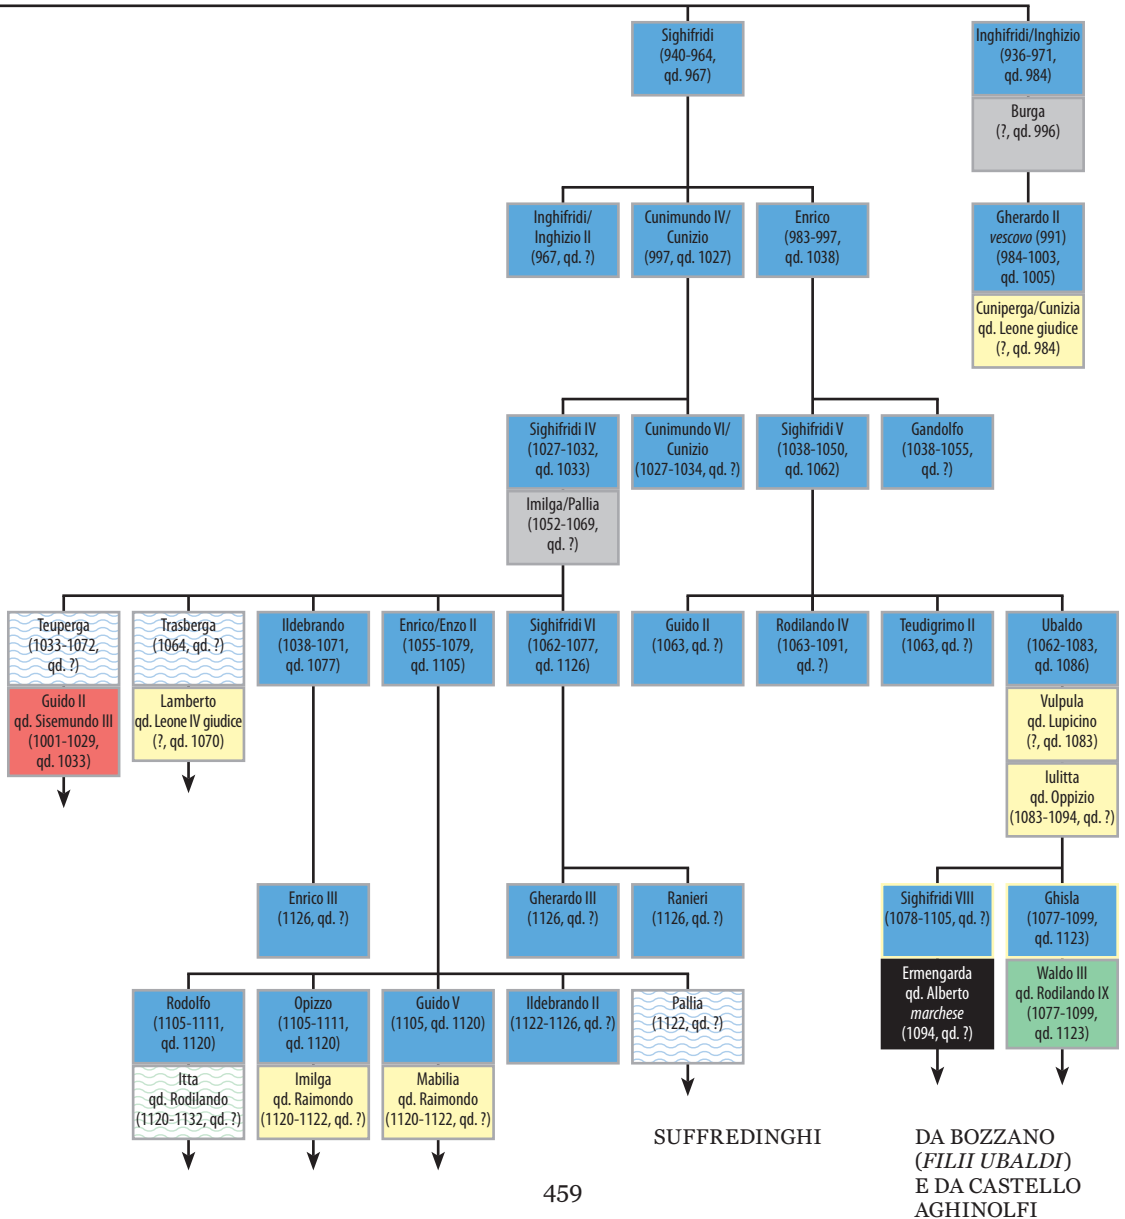 Sighifridi
(940-964,
qd. 967)
Inghifridi/Inghizio
(936-971,
qd. 984)
Burga
(?, qd. 996)
Inghifridi/
Inghizio II
(967, qd. ?)
Cunimundo IV/
Cunizio
(997, qd. 1027)
Enrico
(983-997,
qd. 1038)
Gherardo II
vescovo (991)
(984-1003,
qd. 1005)
Cuniperga/Cunizia
qd. Leone giudice
(?, qd. 984)
Sighifridi IV
(1027-1032,
qd. 1033)
Imilga/Pallia
(1052-1069,
qd. ?)
Cunimundo VI/
Cunizio
(1027-1034, qd. ?)
Sighifridi V
(1038-1050,
qd. 1062)
Gandolfo
(1038-1055,
qd. ?)
Teuperga
(1033-1072,
qd. ?)
Guido II
qd. Sisemundo III
(1001-1029,
qd. 1033)
Trasberga
(1064, qd. ?)
Lamberto
qd. Leone IV giudice
(?, qd. 1070)
Ildebrando
(1038-1071,
qd. 1077)
Enrico/Enzo II
(1055-1079,
qd. 1105)
Sighifridi VI
(1062-1077,
qd. 1126)
Guido II
(1063, qd. ?)
Rodilando IV
(1063-1091,
qd. ?)
Teudigrimo II
(1063, qd. ?)
Ubaldo
(1062-1083,
qd. 1086)
Vulpula
qd. Lupicino
(?, qd. 1083)
Iulitta
qd. Oppizio
(1083-1094, qd. ?)
Enrico III
(1126, qd. ?)
Gherardo III
(1126, qd. ?)
Ranieri
(1126, qd. ?)
Sighifridi VIII
(1078-1105, qd. ?)
Ermengarda
qd. Alberto
marchese
(1094, qd. ?)
Ghisla
(1077-1099,
qd. 1123)
Waldo III
qd. Rodilando IX
(1077-1099,
qd. 1123)
Rodolfo
(1105-1111,
qd. 1120)
Itta
qd. Rodilando
(1120-1132, qd. ?)
Opizzo
(1105-1111,
qd. 1120)
Imilga
qd. Raimondo
(1120-1122, qd. ?)
Guido V
(1105, qd. 1120)
Mabilia
qd. Raimondo
(1120-1122, qd. ?)
Ildebrando II
(1122-1126, qd. ?)
Pallia
(1122, qd. ?)
SUFFREDINGHI
DA BOZZANO
(FILII UBALDI)
E DA CASTELLO
AGHINOLFI
459